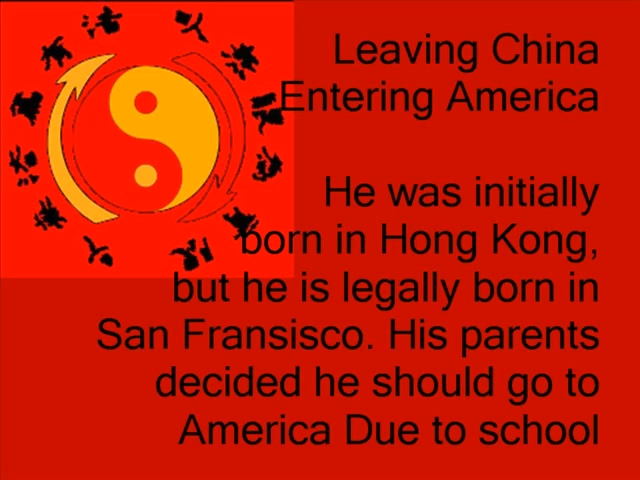 Leaving China
Entering America
He was initially
born in Hong Kong,
but he is legally born in
San Fransisco. His parents
decided he should go to
America Due to school